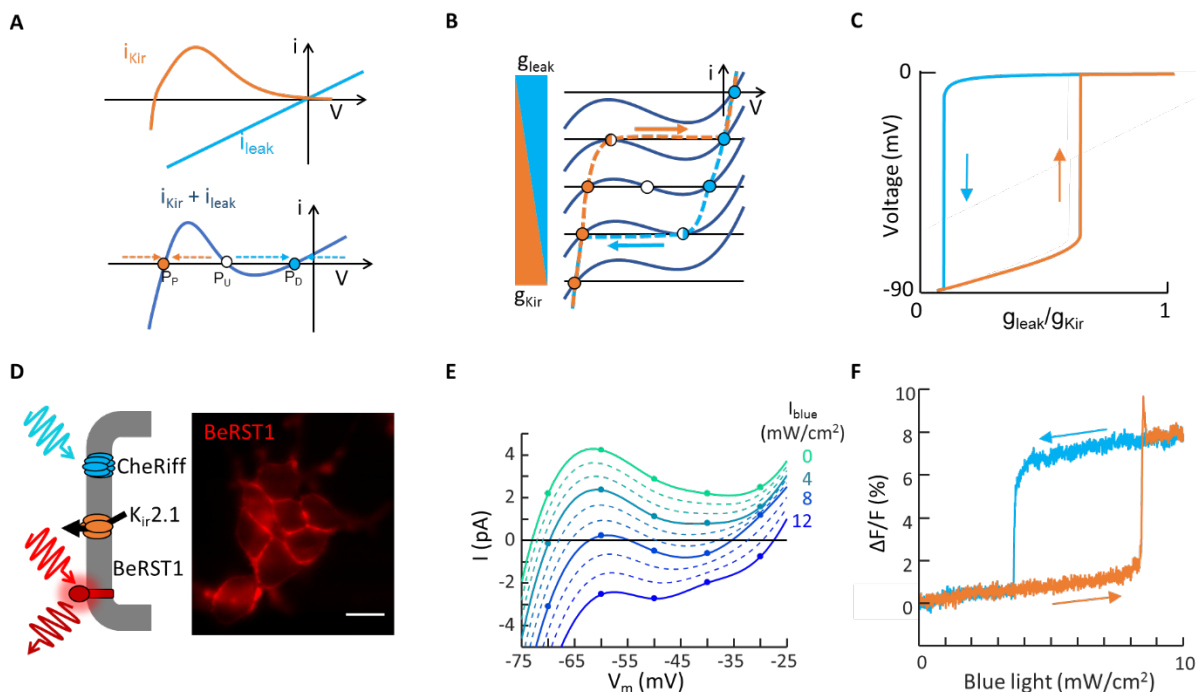 A
i_Kir
i
V
i_leak
i_Kir + i_leak
i
P_P
P_U
P_D
V
B
g_leak
g_Kir
i
V
C
Voltage (mV)
0
-90
0
1
g_leak/g_Kir
D
CheRiff
K_ir2.1
BeRST1
BeRST1
E
I_blue
(mW/cm²)
0
4
8
12
I (pA)
4
2
0
-2
-4
-75
-65
-55
-45
-35
-25
V_m (mV)
F
ΔF/F (%)
10
8
6
4
2
0
0
10
Blue light (mW/cm²)